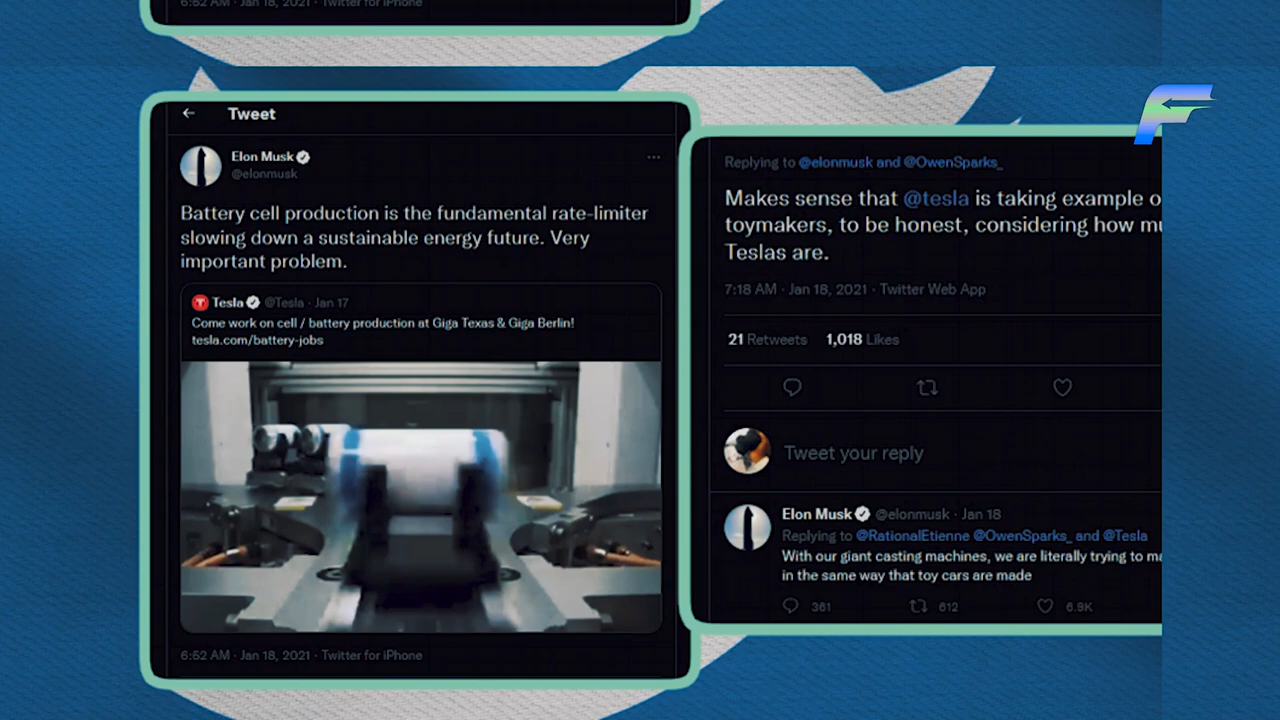 6:52 AM · Jan 18, 2021 · Twitter for iPhone
Tweet
Elon Musk
@elonmusk
Battery cell production is the fundamental rate-limiter
slowing down a sustainable energy future. Very
important problem.
Tesla @Tesla · Jan 17
Come work on cell / battery production at Giga Texas & Giga Berlin!
tesla.com/battery-jobs
6:52 AM · Jan 18, 2021 · Twitter for iPhone
Replying to @elonmusk and @OwenSparks_
Makes sense that @tesla is taking example o
toymakers, to be honest, considering how mu
Teslas are.
7:18 AM · Jan 18, 2021 · Twitter Web App
21 Retweets 1,018 Likes
Tweet your reply
Elon Musk @elonmusk · Jan 18
Replying to @RationalEtienne @OwenSparks_ and @Tesla
With our giant casting machines, we are literally trying to ma
in the same way that toy cars are made
361 612 6.9K
F